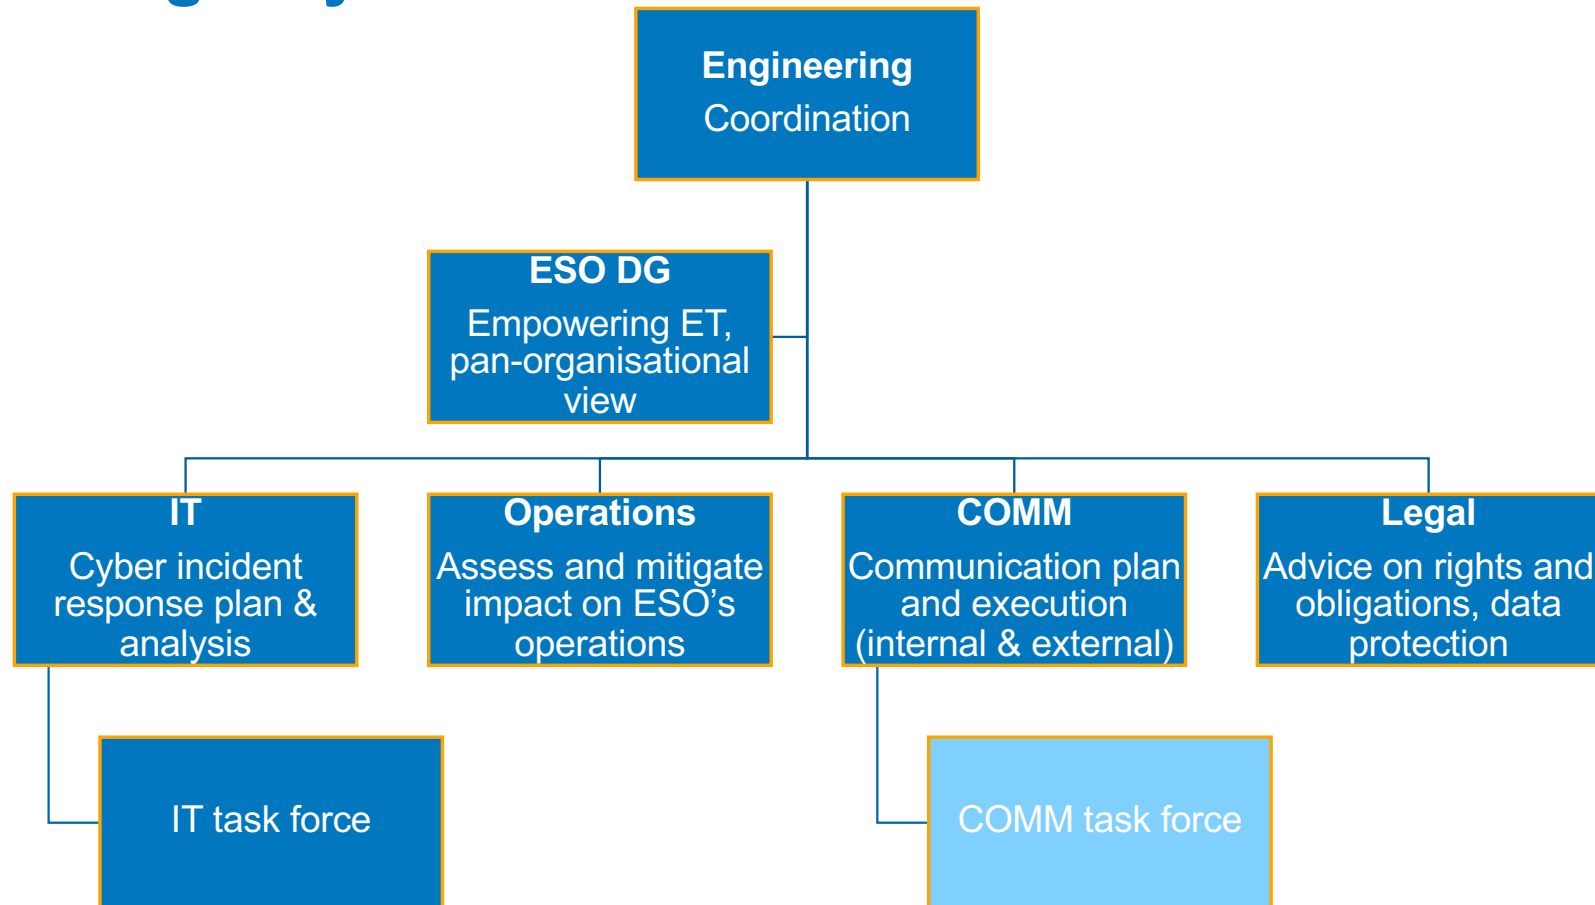 Engineering
Coordination
ESO DG
Empowering ET,
pan-organisational
view
IT
Cyber incident
response plan &
analysis
Operations
Assess and mitigate
impact on ESO’s
operations
COMM
Communication plan
and execution
(internal & external)
Legal
Advice on rights and
obligations, data
protection
IT task force
COMM task force